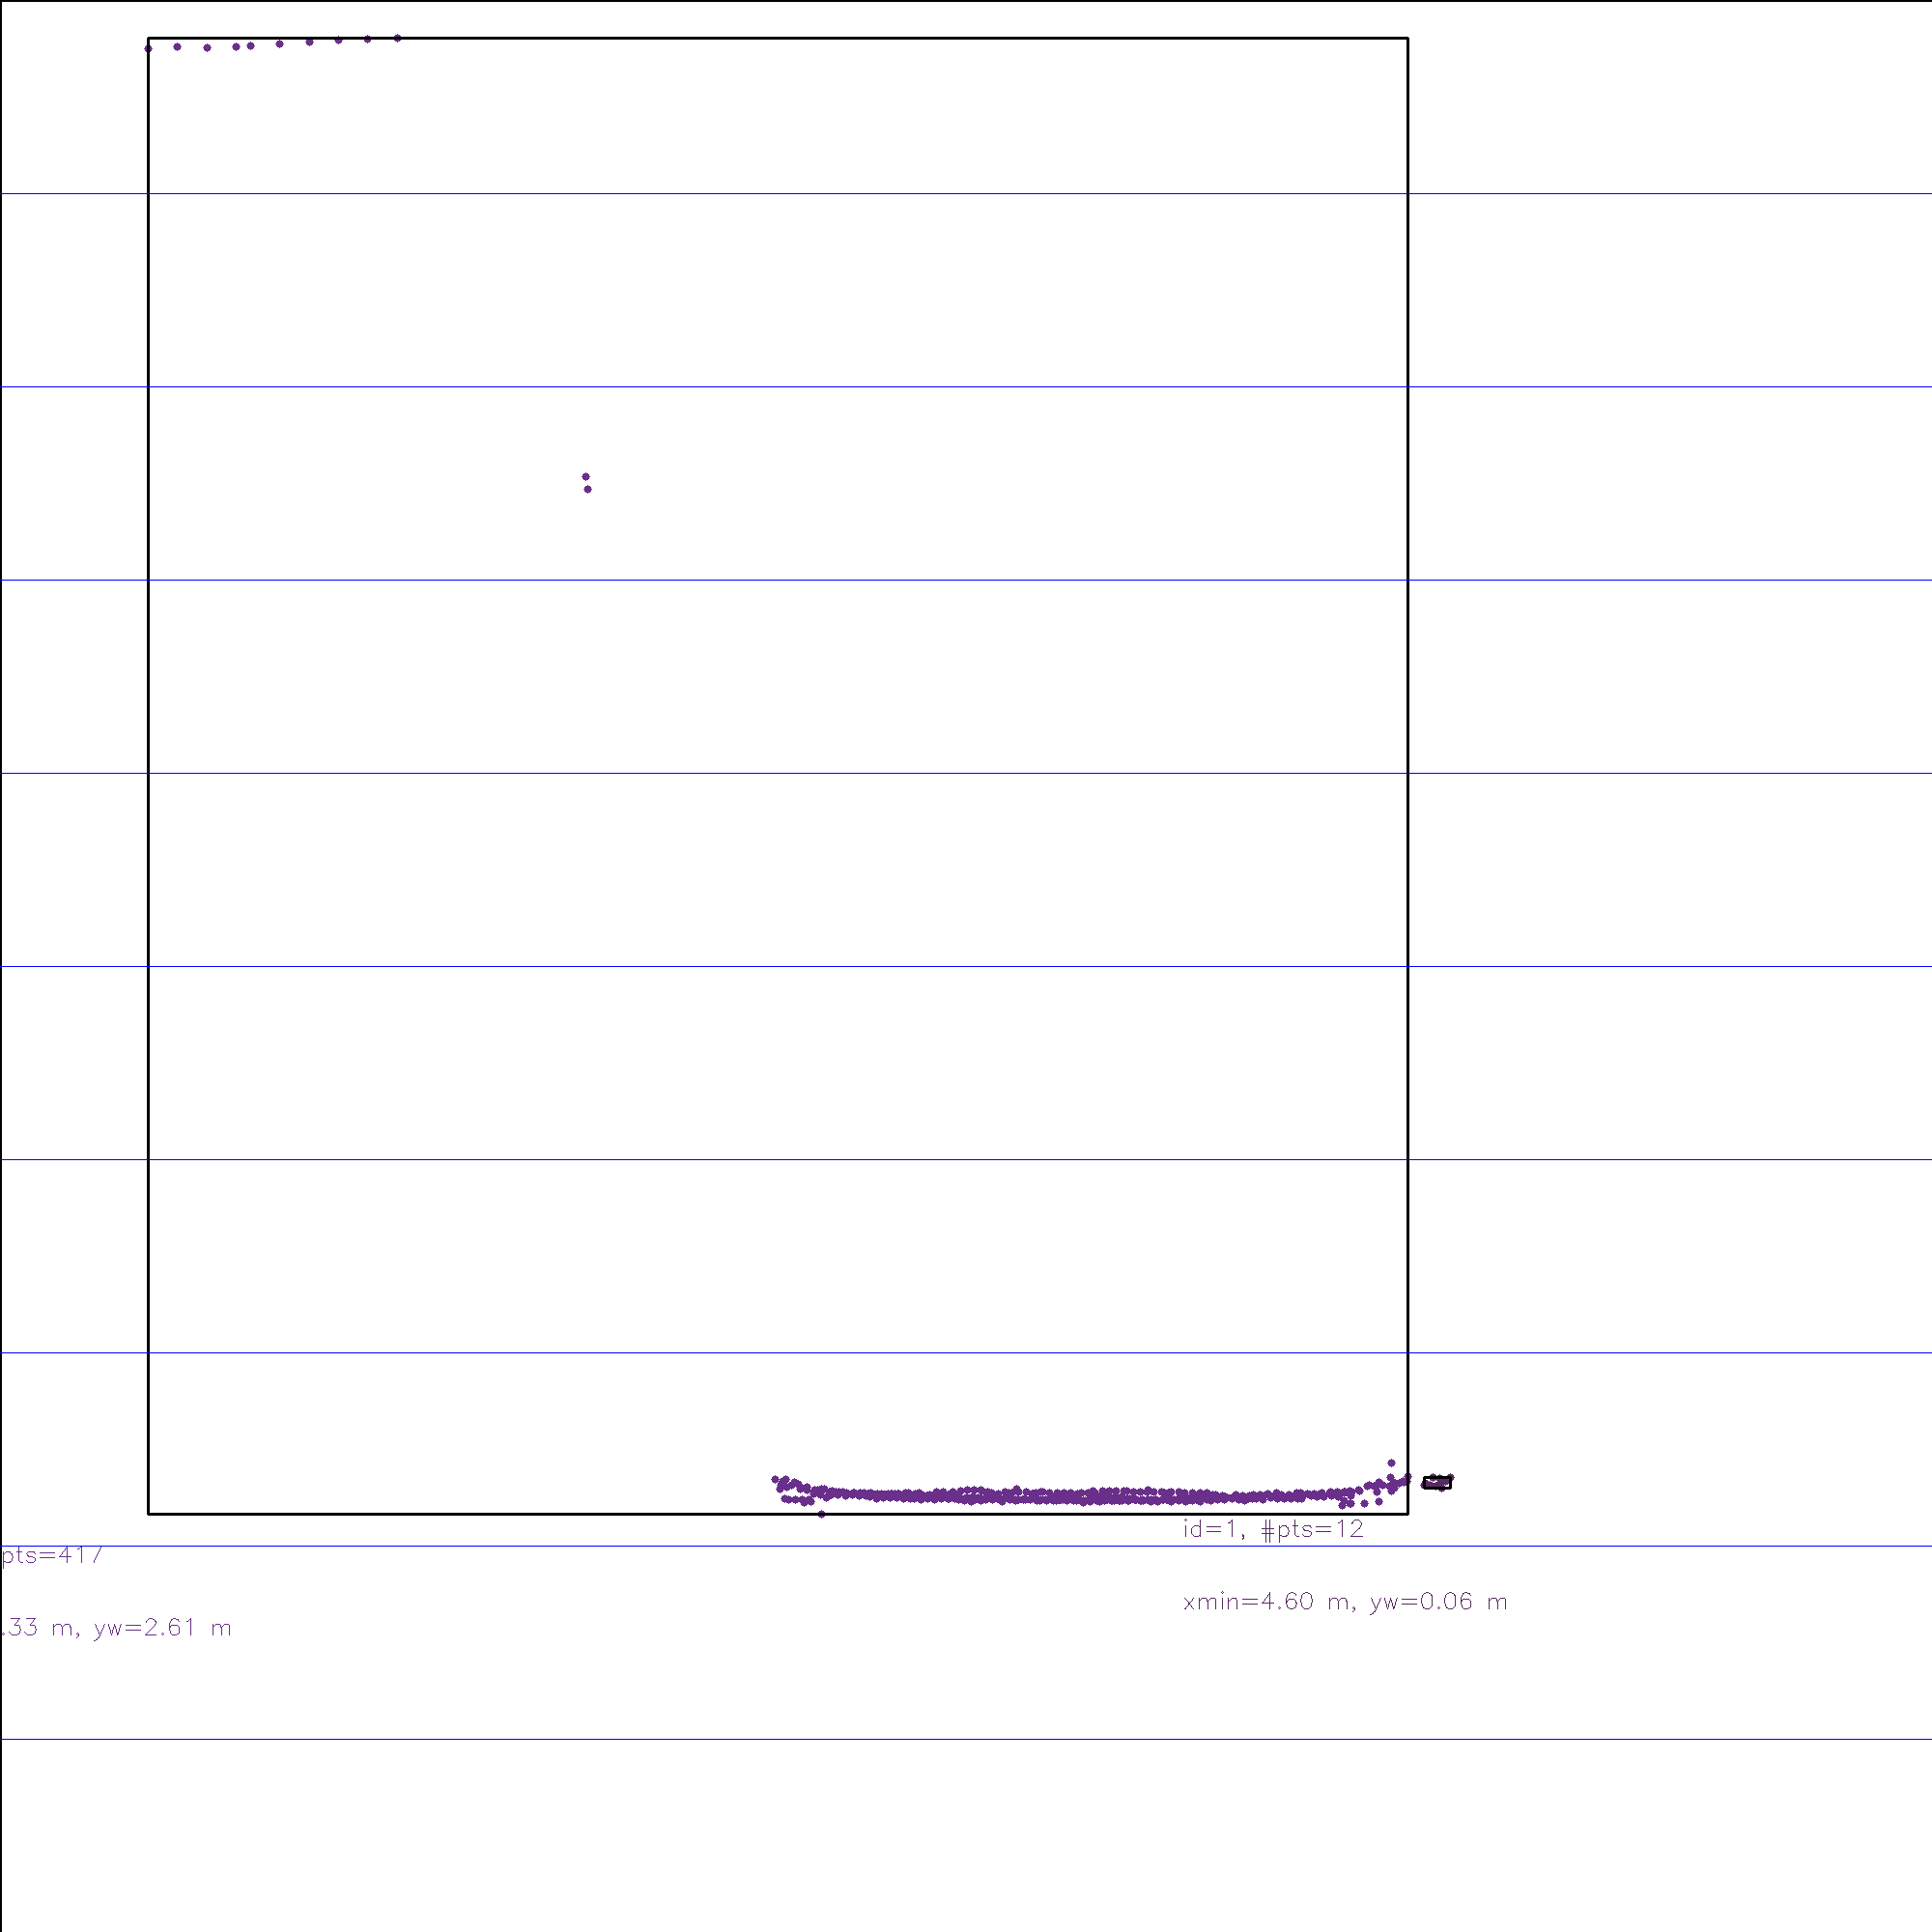 id=1, #pts=12
pts=417
xmin=4.60 m, yw=0.06 m
.33 m, yw=2.61 m